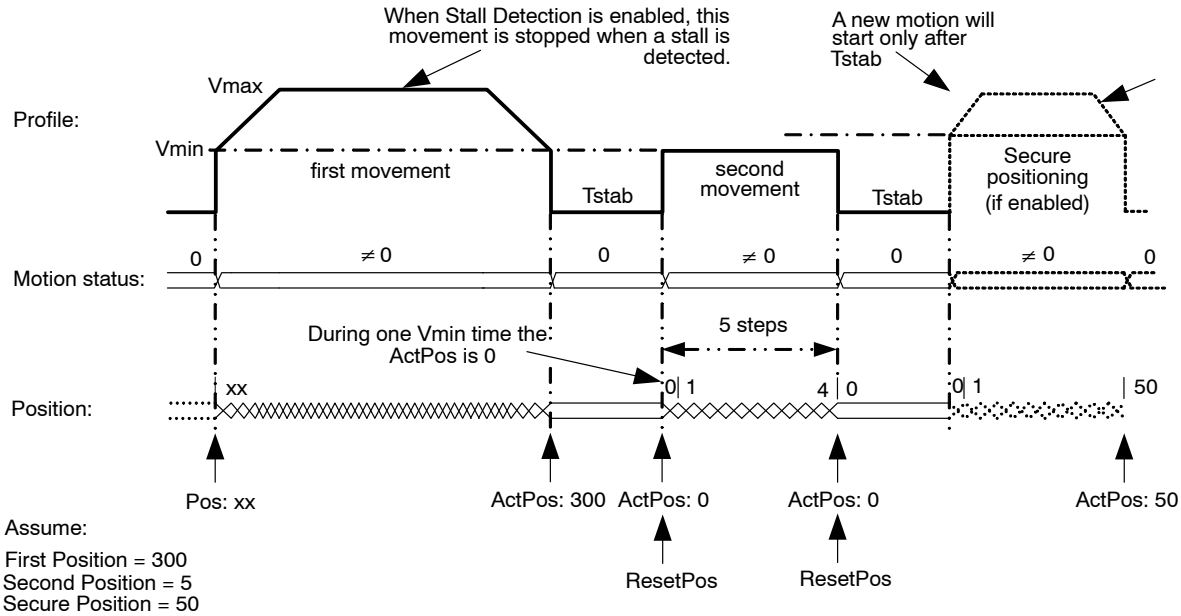 When Stall Detection is enabled, this
movement is stopped when a stall is
detected.
A new motion will
start only after
Tstab
Vmax
Profile:
Vmin
first movement
Tstab
second
movement
Tstab
Secure
positioning
(if enabled)
Motion status:
0
≠ 0
0
≠ 0
0
≠ 0
0
During one Vmin time the
ActPos is 0
5 steps
Position:
xx
0 1
4 0
0 1
50
Pos: xx
ActPos: 300
ActPos: 0
ActPos: 0
ActPos: 50
Assume:
First Position = 300
Second Position = 5
Secure Position = 50
ResetPos
ResetPos